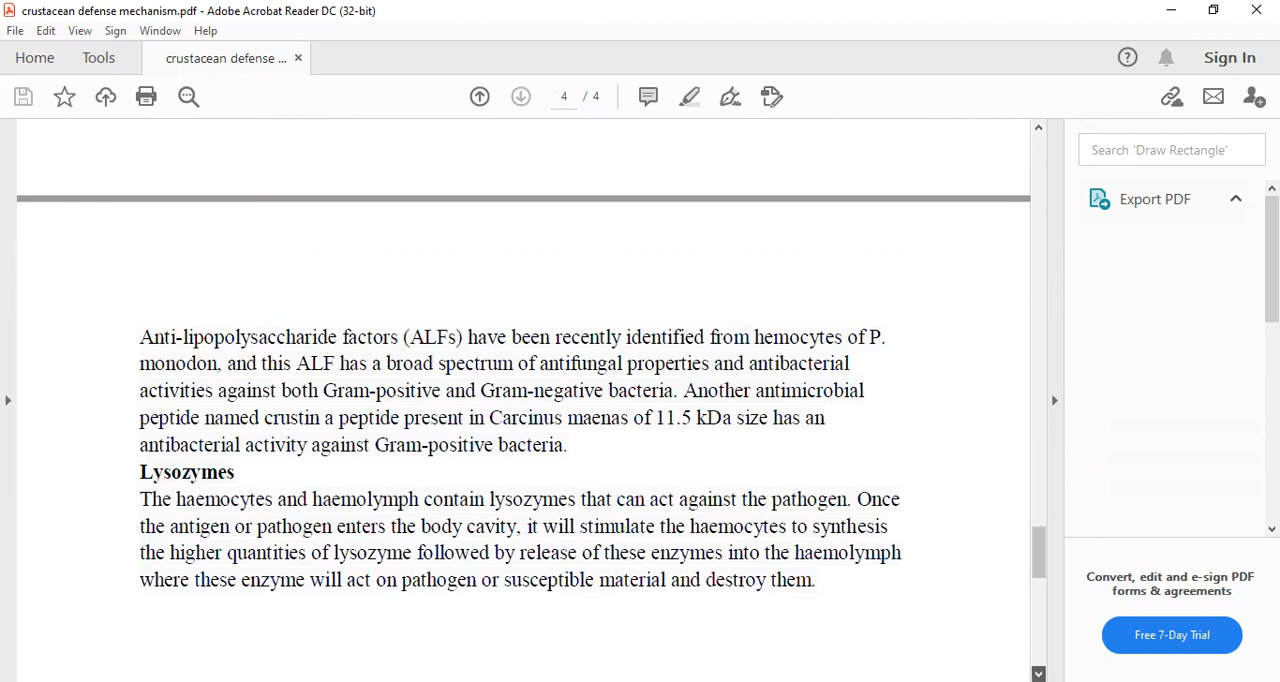 crustacean defense mechanism.pdf - Adobe Acrobat Reader DC (32-bit)
File Edit View Sign Window Help
Home Tools crustacean defense ... × Sign In
4 / 4
Search 'Draw Rectangle'
Export PDF
Anti-lipopolysaccharide factors (ALFs) have been recently identified from hemocytes of P.
monodon, and this ALF has a broad spectrum of antifungal properties and antibacterial
activities against both Gram-positive and Gram-negative bacteria. Another antimicrobial
peptide named crustin a peptide present in Carcinus maenas of 11.5 kDa size has an
antibacterial activity against Gram-positive bacteria.
Lysozymes
The haemocytes and haemolymph contain lysozymes that can act against the pathogen. Once
the antigen or pathogen enters the body cavity, it will stimulate the haemocytes to synthesis
the higher quantities of lysozyme followed by release of these enzymes into the haemolymph
where these enzyme will act on pathogen or susceptible material and destroy them.
Convert, edit and e-sign PDF
forms & agreements
Free 7-Day Trial